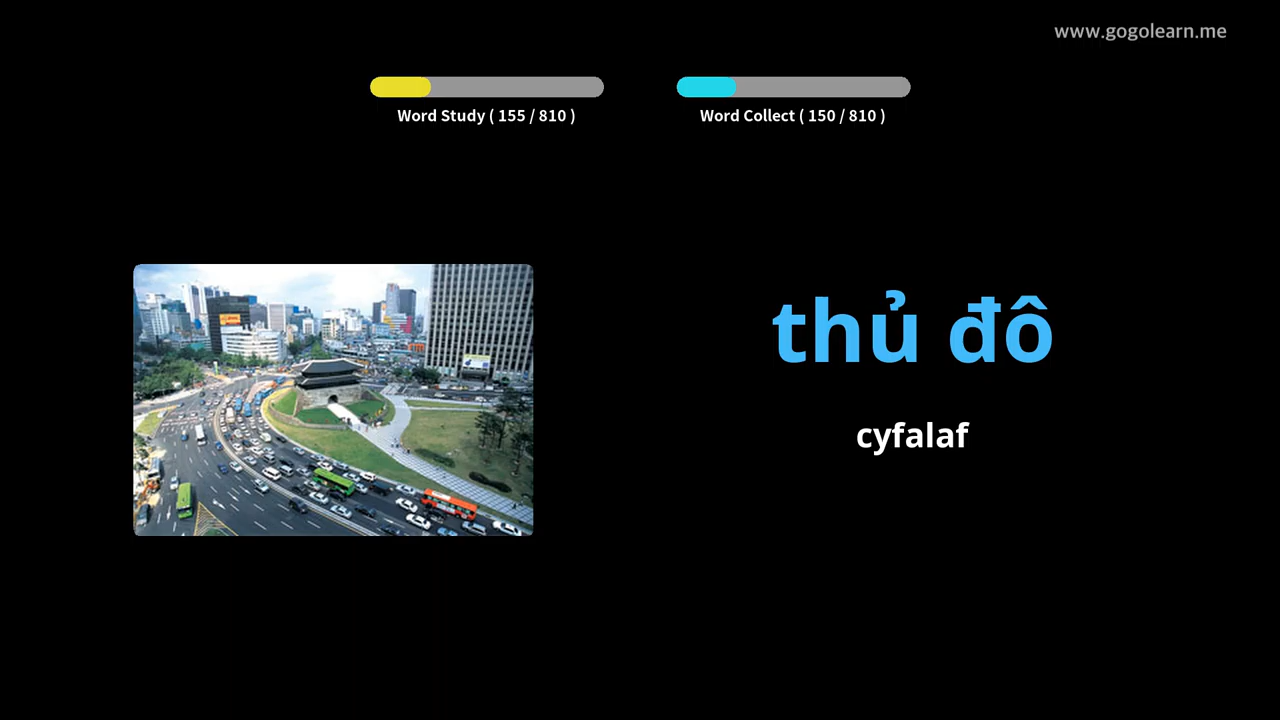 www.gogolearn.me
Word Study ( 155 / 810 )
Word Collect ( 150 / 810 )
thủ đô
cyfalaf